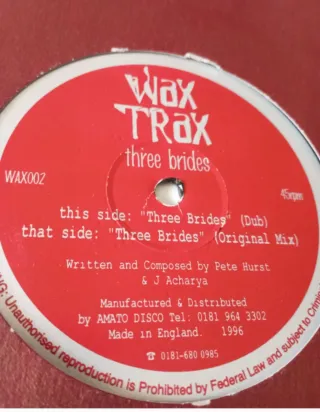 Wax
TRax
three brides
WAX002
45rpm
this side: "Three Brides" (Dub)
that side: "Three Brides" (Original Mix)
Written and Composed by Pete Hurst
& J Acharya
Manufactured & Distributed
by AMATO DISCO Tel: 0181 964 3302
Made in England. 1996
☎ 0181-680 0985
Unauthorised reproduction is Prohibited by Federal Law and subject to